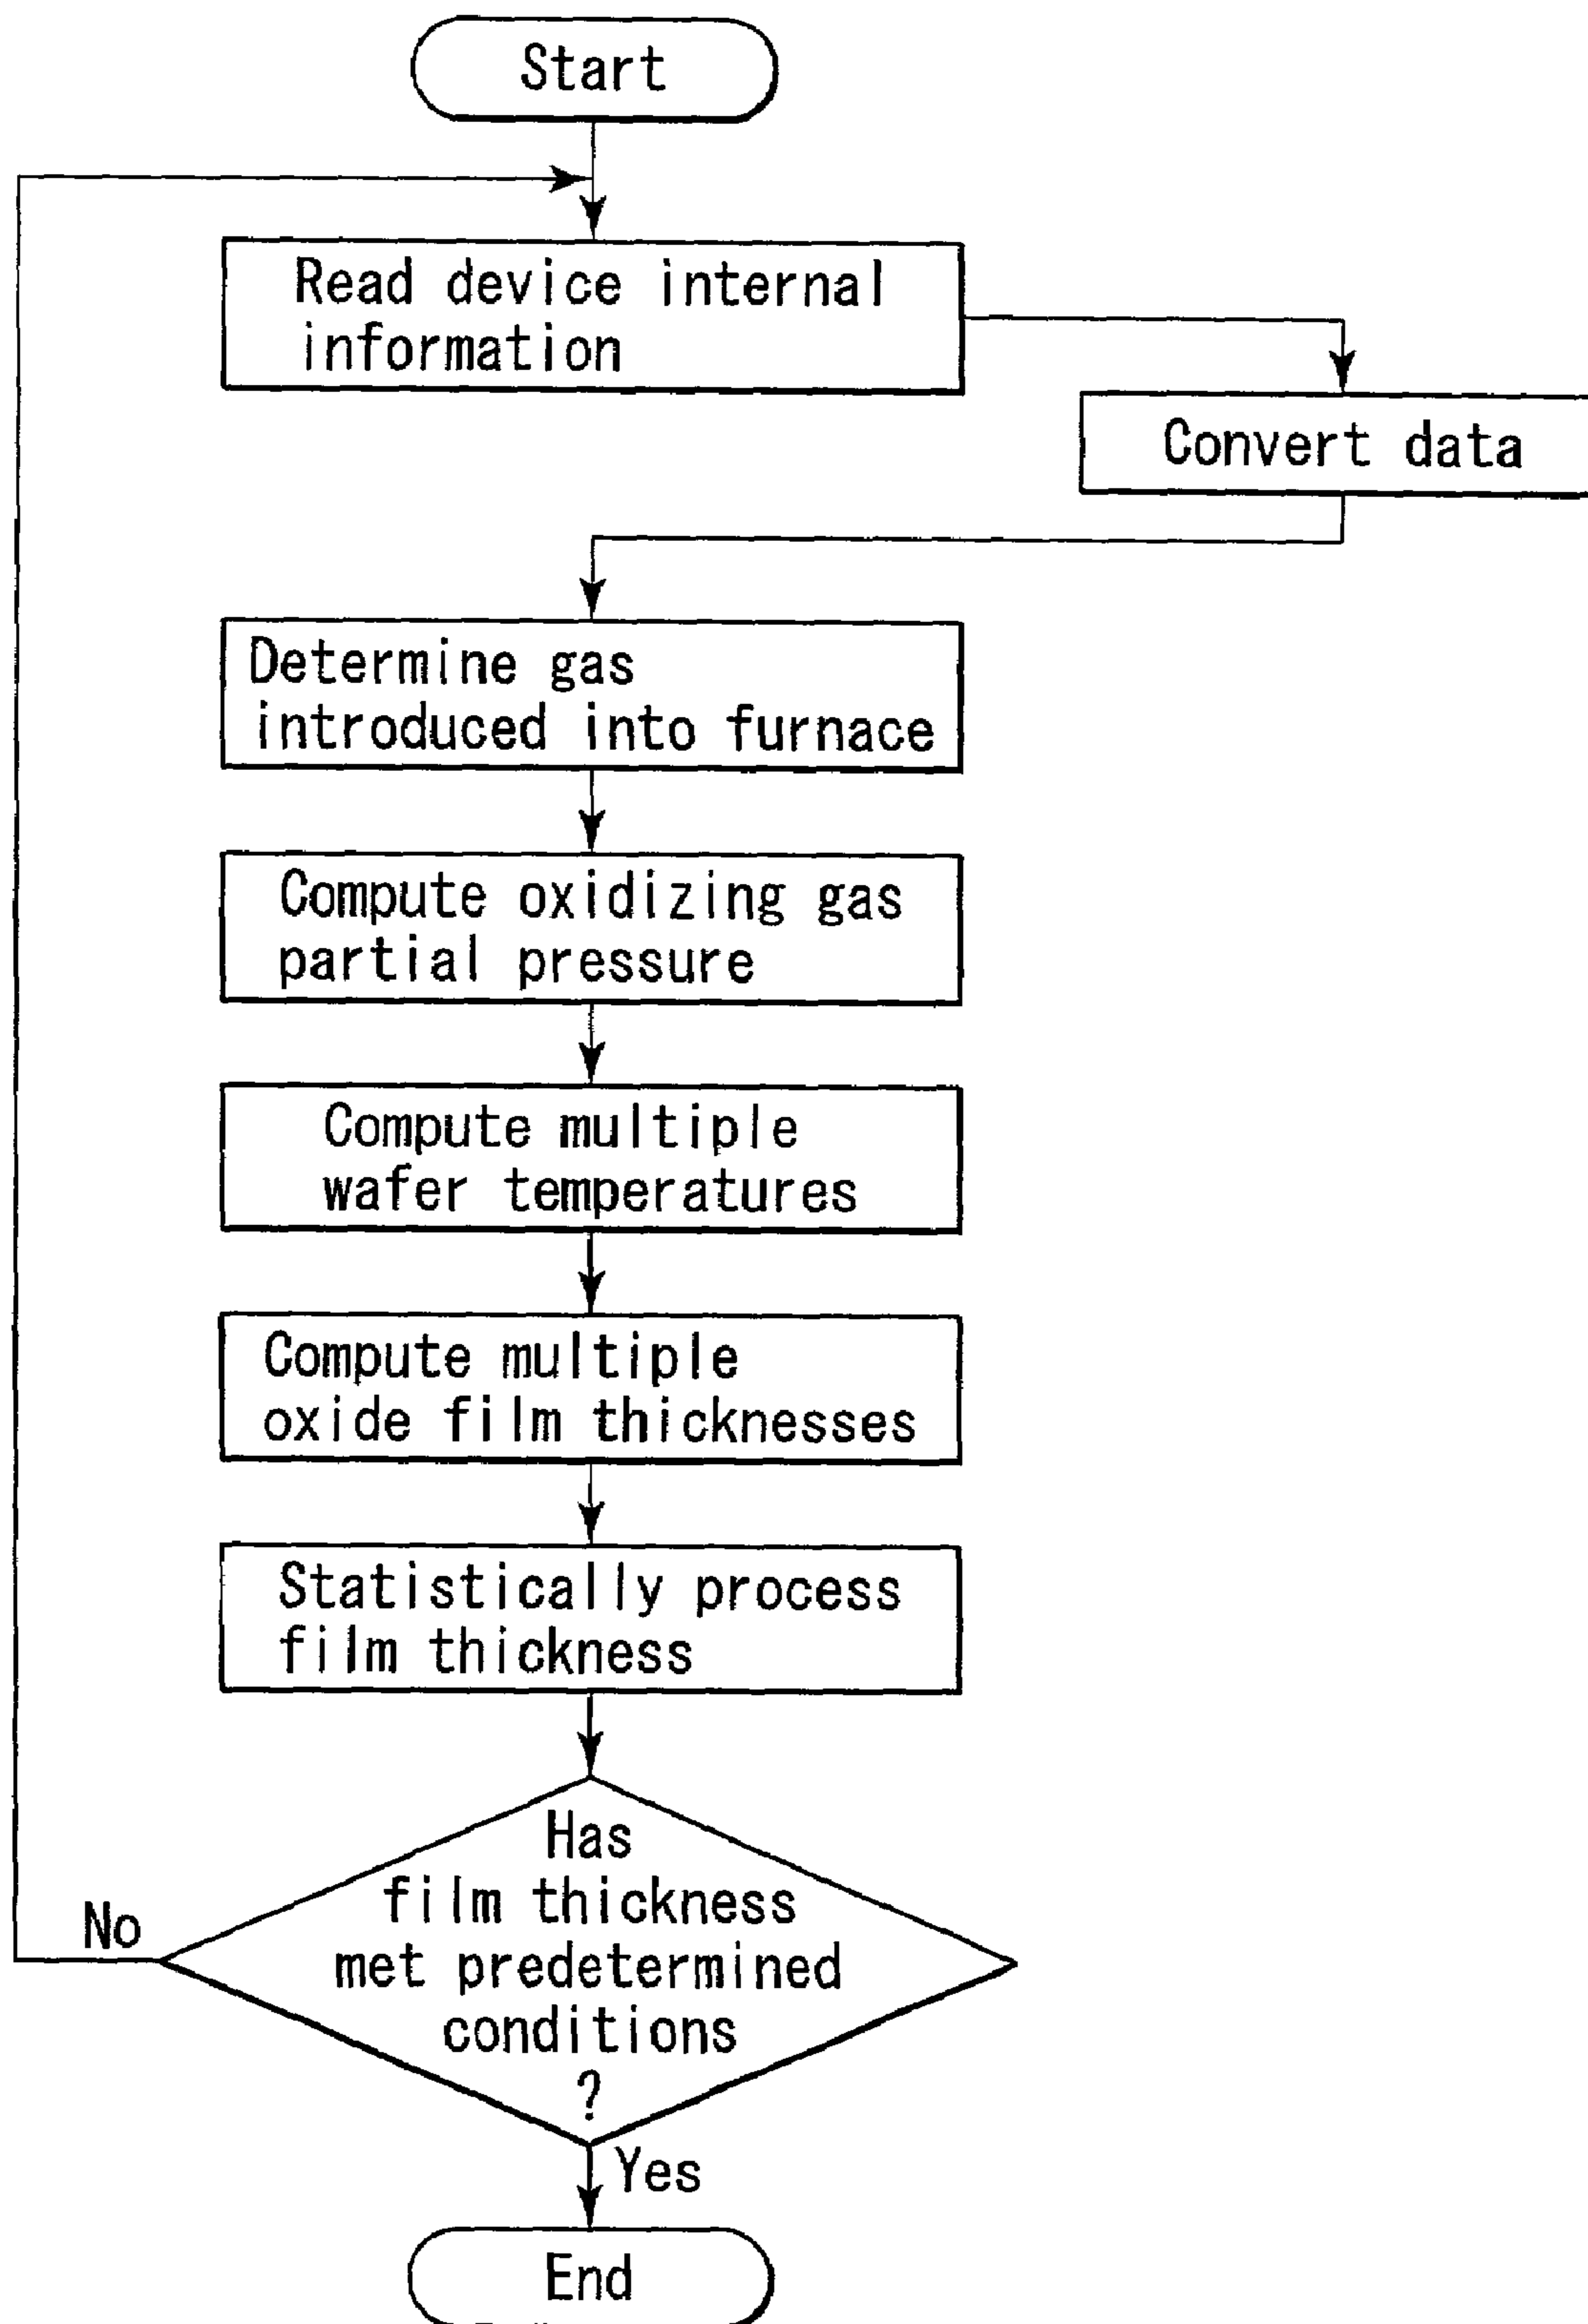 Start
Read device internal
information
Convert data
Determine gas
introduced into furnace
Compute oxidizing gas
partial pressure
Compute multiple
wafer temperatures
Compute multiple
oxide film thicknesses
Statistically process
film thickness
Has
film thickness
met predetermined
conditions
?
No
Yes
End